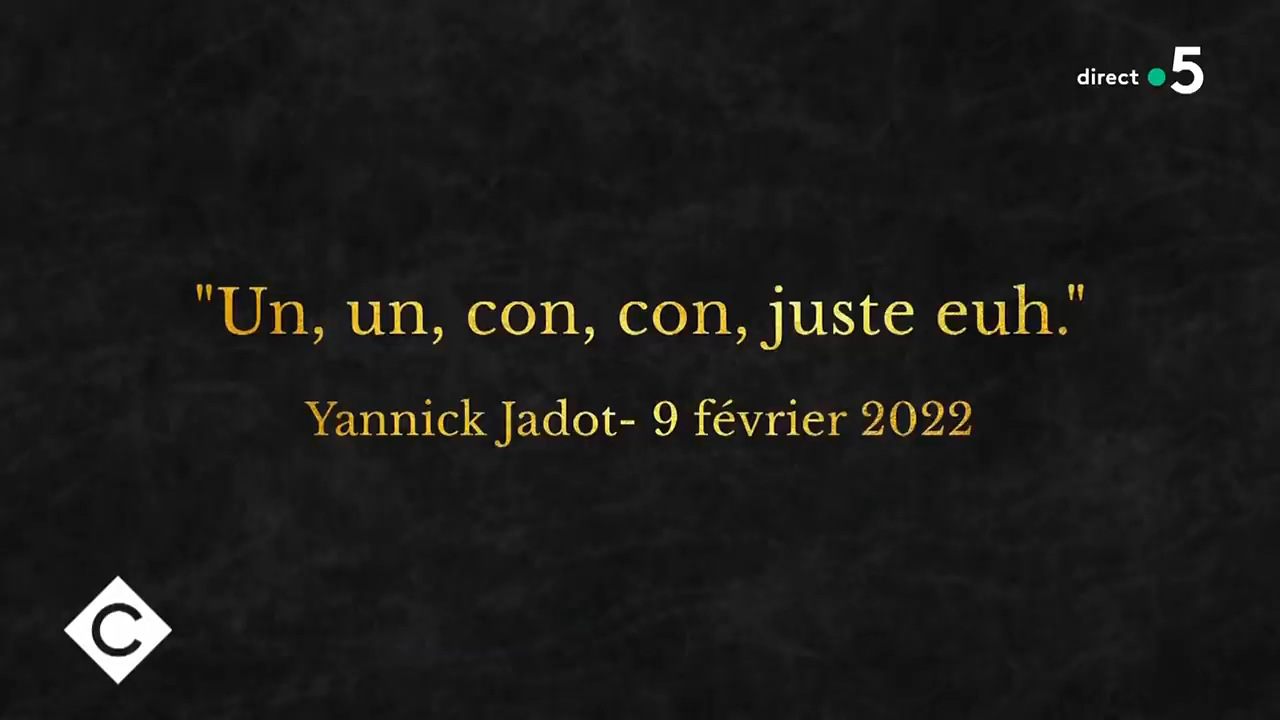 direct 5
"Un, un, con, con, juste euh."
Yannick Jadot- 9 février 2022
C